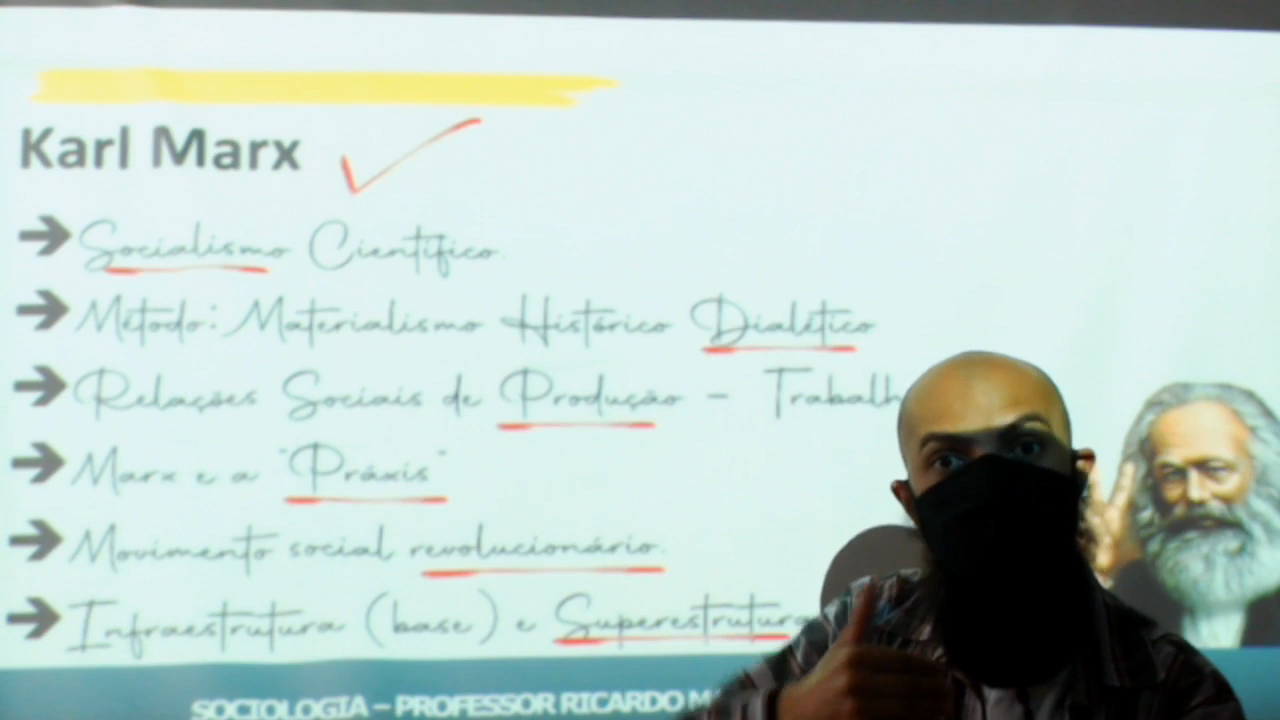 Karl Marx
Socialismo Científico.
Método: Materialismo Histórico Dialético
Relações Sociais de Produção - Trabalh
Marx e a "Práxis"
Movimento social revolucionário.
Infraestrutura (base) e Superestrutura
SOCIOLOGIA – PROFESSOR RICARDO